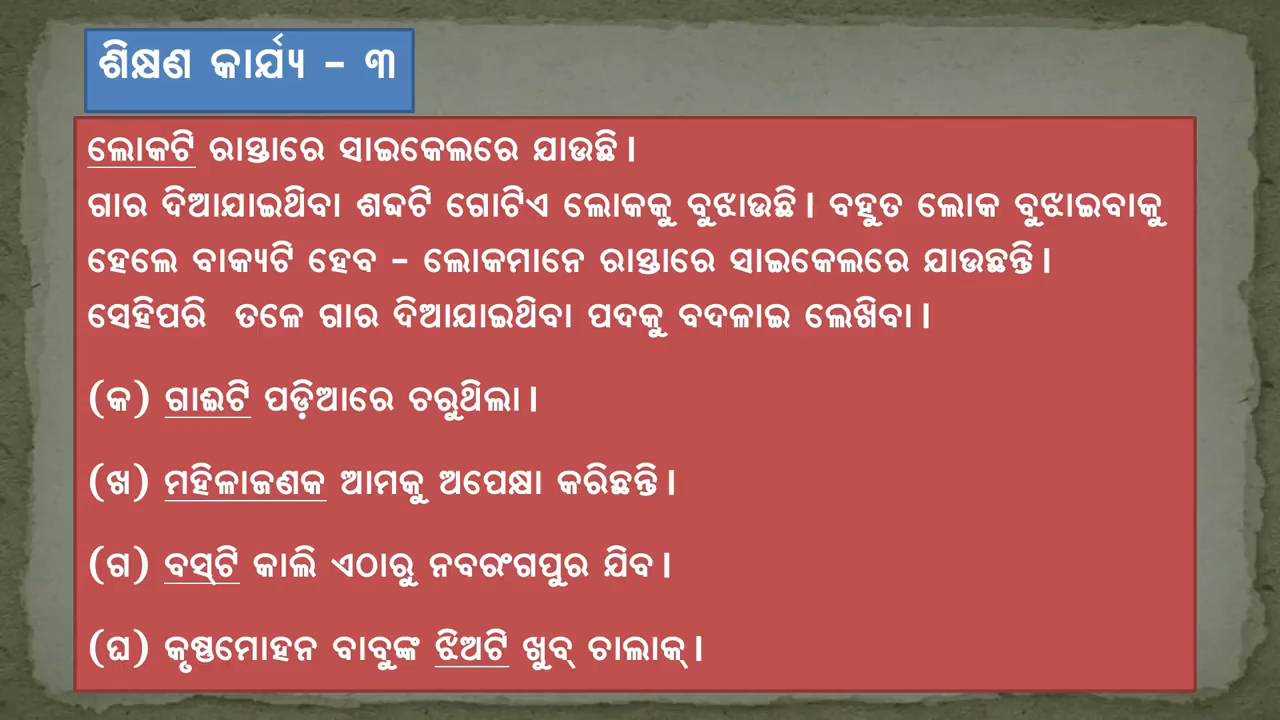 ଶିକ୍ଷଣ କାର୍ଯ୍ୟ - ୩
ଲୋକଟି ରାସ୍ତାରେ ସାଇକେଲରେ ଯାଉଛି।
ଗାର ଦିଆଯାଇଥିବା ଶବ୍ଦଟି ଗୋଟିଏ ଲୋକକୁ ବୁଝାଉଛି। ବହୁତ ଲୋକ ବୁଝାଇବାକୁ
ହେଲେ ବାକ୍ୟଟି ହେବ - ଲୋକମାନେ ରାସ୍ତାରେ ସାଇକେଲରେ ଯାଉଛନ୍ତି।
ସେହିପରି ତଳେ ଗାର ଦିଆଯାଇଥିବା ପଦକୁ ବଦଳାଇ ଲେଖିବା।
(କ) ଗାଈଟି ପଡ଼ିଆରେ ଚରୁଥିଲା।
(ଖ) ମହିଳାଜଣକ ଆମକୁ ଅପେକ୍ଷା କରିଛନ୍ତି।
(ଗ) ବସ୍‌ଟି କାଲି ଏଠାରୁ ନବରଂଗପୁର ଯିବ।
(ଘ) କୃଷ୍ଣମୋହନ ବାବୁଙ୍କ ଝିଅଟି ଖୁବ୍ ଚାଲାକ୍।